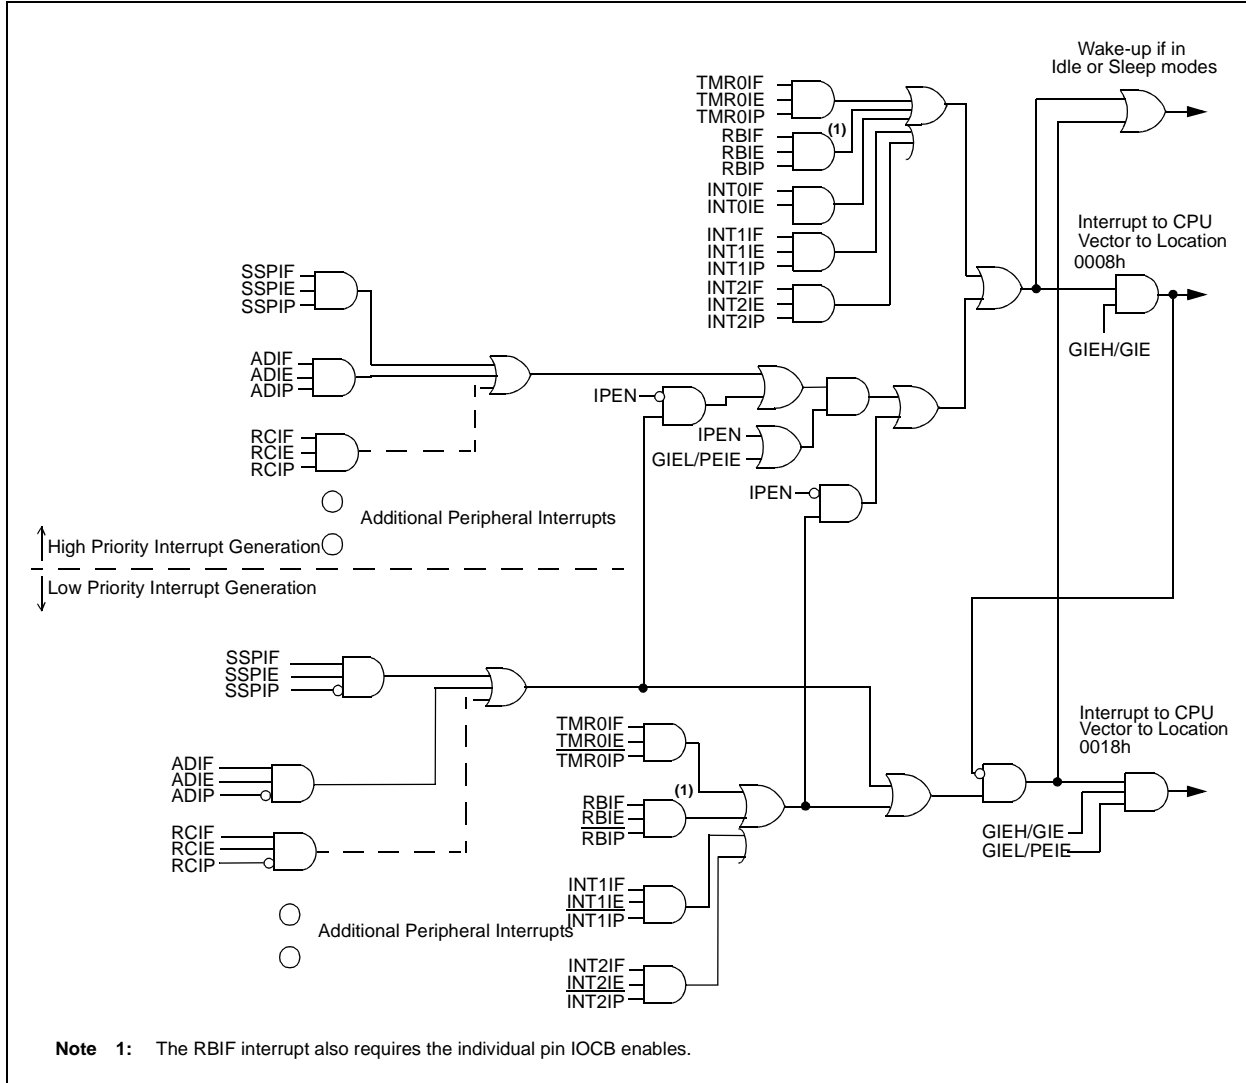 Wake-up if in
Idle or Sleep modes
TMR0IF
TMR0IE
TMR0IP
(1)
RBIF
RBIE
RBIP
INT0IF
INT0IE
INT1IF
INT1IE
INT1IP
INT2IF
INT2IE
INT2IP
Interrupt to CPU
Vector to Location
0008h
GIEH/GIE
SSPIF
SSPIE
SSPIP
ADIF
ADIE
ADIP
RCIF
RCIE
RCIP
IPEN
IPEN
GIEL/PEIE
IPEN
Additional Peripheral Interrupts
High Priority Interrupt Generation
Low Priority Interrupt Generation
SSPIF
SSPIE
SSPIP
ADIF
ADIE
ADIP
RCIF
RCIE
RCIP
Additional Peripheral Interrupts
TMR0IF
TMR0IE
TMR0IP
(1)
RBIF
RBIE
RBIP
INT1IF
INT1IE
INT1IP
INT2IF
INT2IE
INT2IP
Interrupt to CPU
Vector to Location
0018h
GIEH/GIE
GIEL/PEIE
Note 1: The RBIF interrupt also requires the individual pin IOCB enables.